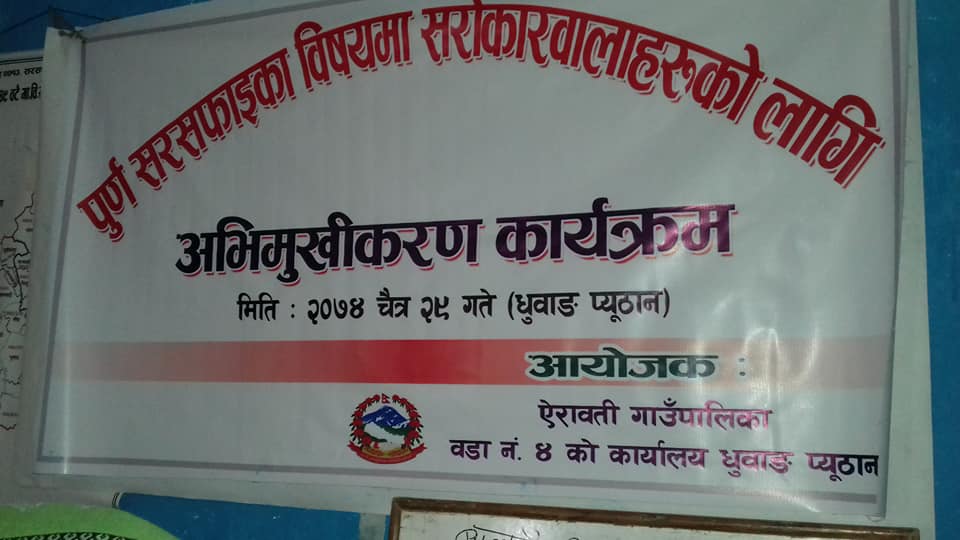 पुर्ण सरसफाइका विषयमा सरोकारवालाहरूको लागि
अभिमुखीकरण कार्यक्रम
मिति : २०७४ चैत्र २९ गते (धुवाङ प्यूठान)
आयोजक :
ऐरावती गाउँपालिका
वडा नं. ४ को कार्यालय धुवाङ प्यूठान